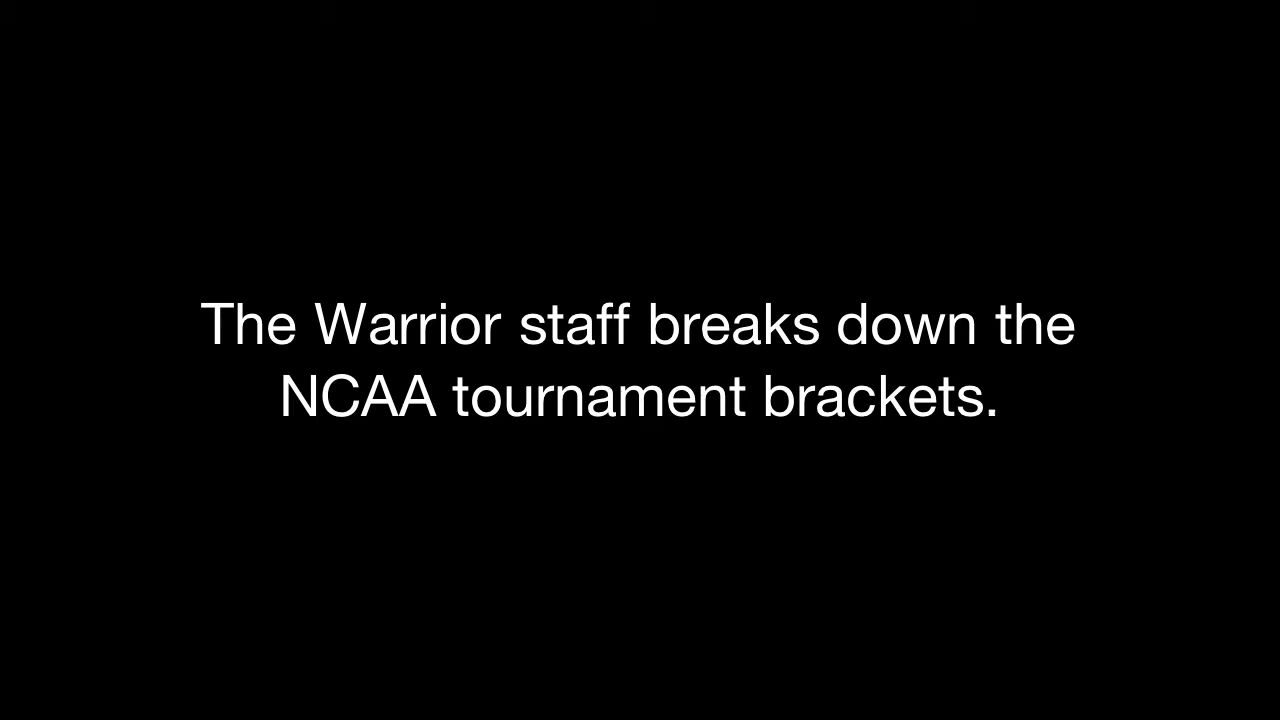 The Warrior staff breaks down the
NCAA tournament brackets.